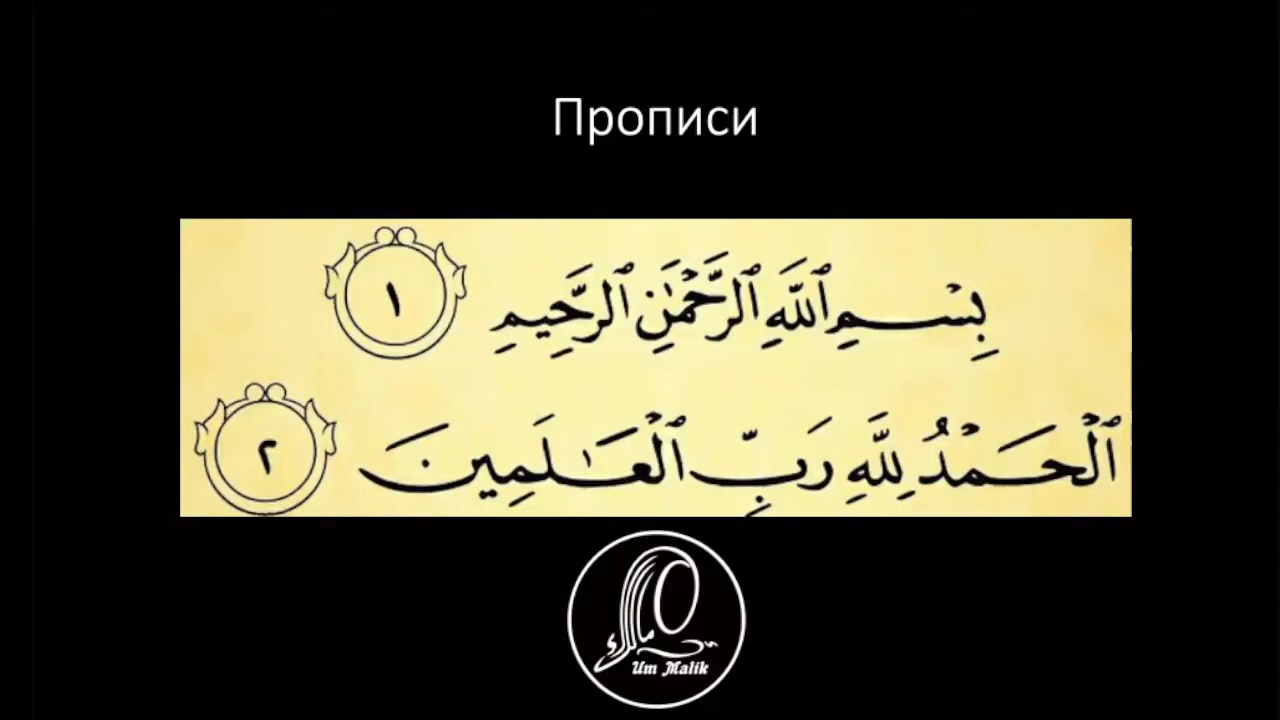 Прописи
بِسْمِ ٱللَّهِ ٱلرَّحْمَٰنِ ٱلرَّحِيمِ ١
ٱلْحَمْدُ لِلَّهِ رَبِّ ٱلْعَٰلَمِينَ ٢
Um Malik